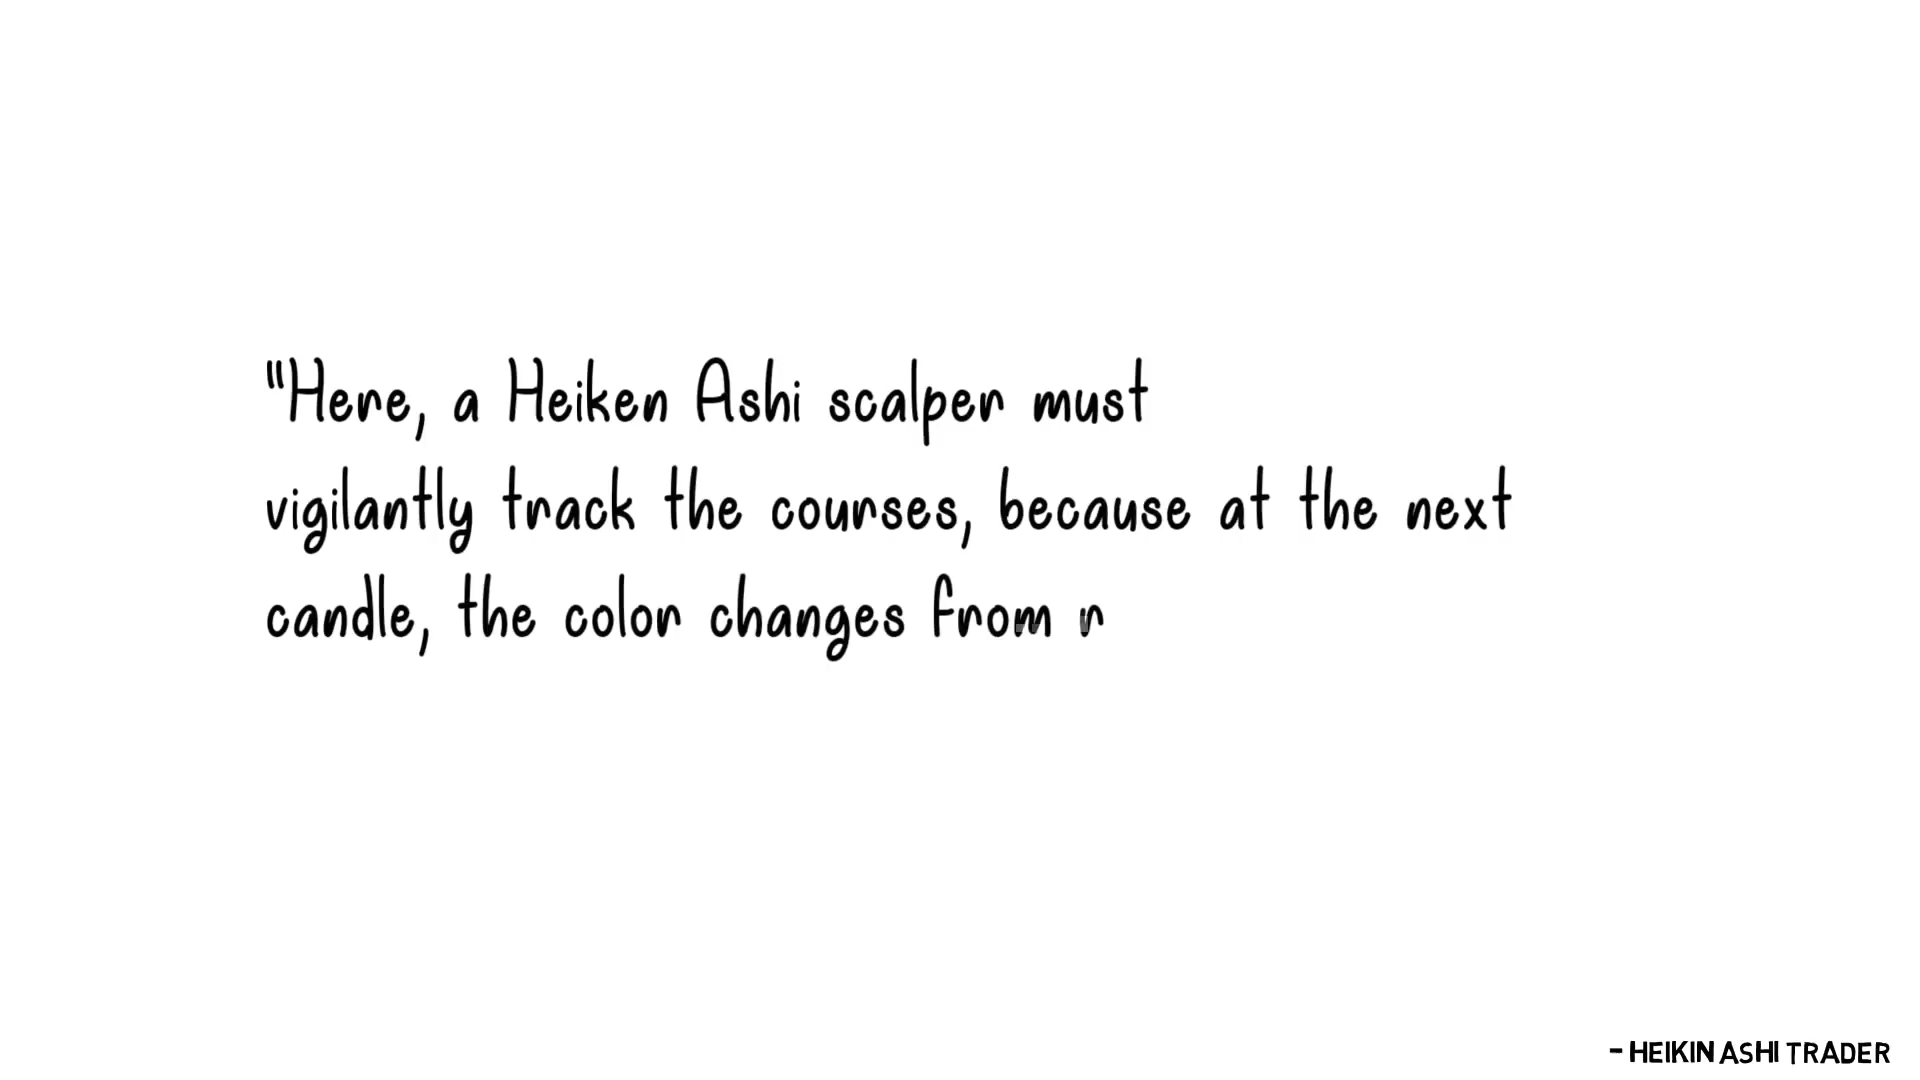 "Here, a Heiken Ashi scalper must
vigilantly track the courses, because at the next
candle, the color changes from r
- HEIKIN ASHI TRADER